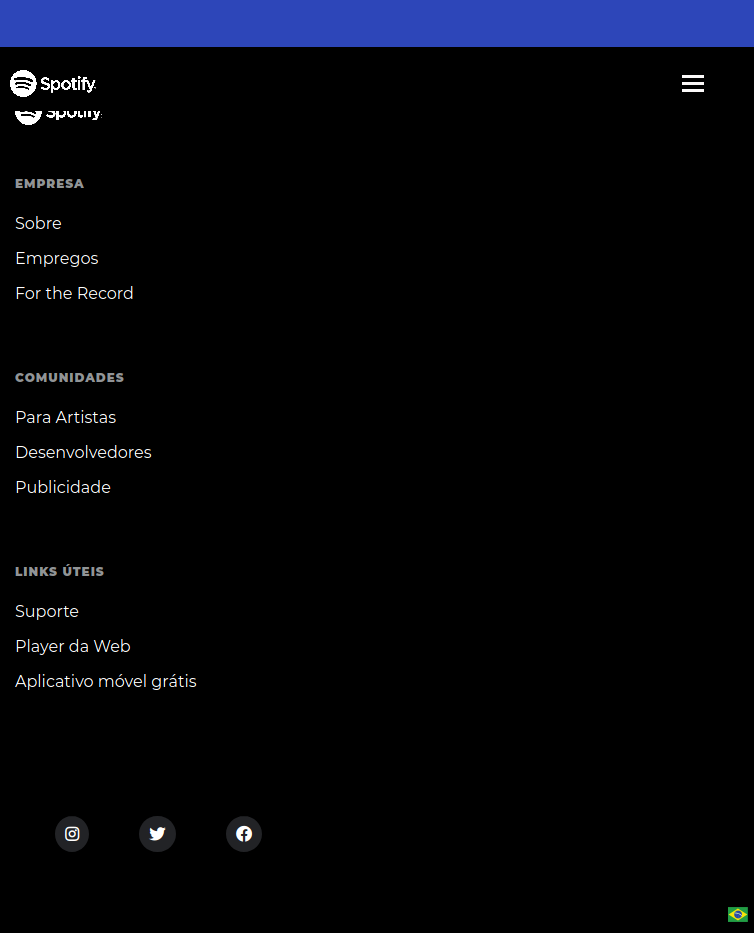 Spotify
Spotify
EMPRESA
Sobre
Empregos
For the Record
COMUNIDADES
Para Artistas
Desenvolvedores
Publicidade
LINKS ÚTEIS
Suporte
Player da Web
Aplicativo móvel grátis